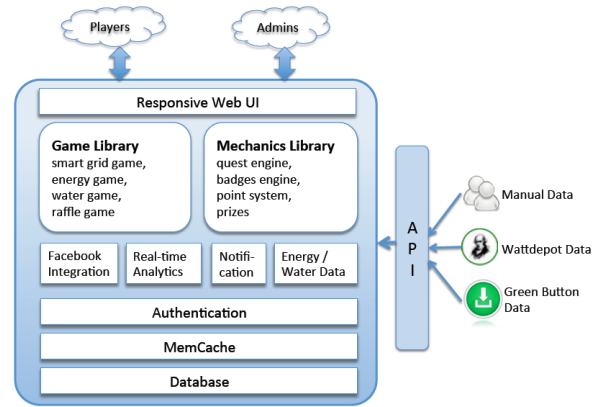 Players
Admins
Responsive Web UI
Game Library
smart grid game,
energy game,
water game,
raffle game
Mechanics Library
quest engine,
badges engine,
point system,
prizes
Facebook
Integration
Real-time
Analytics
Notifi-
cation
Energy /
Water Data
Authentication
MemCache
Database
A
P
I
Manual Data
Wattdepot Data
Green Button
Data